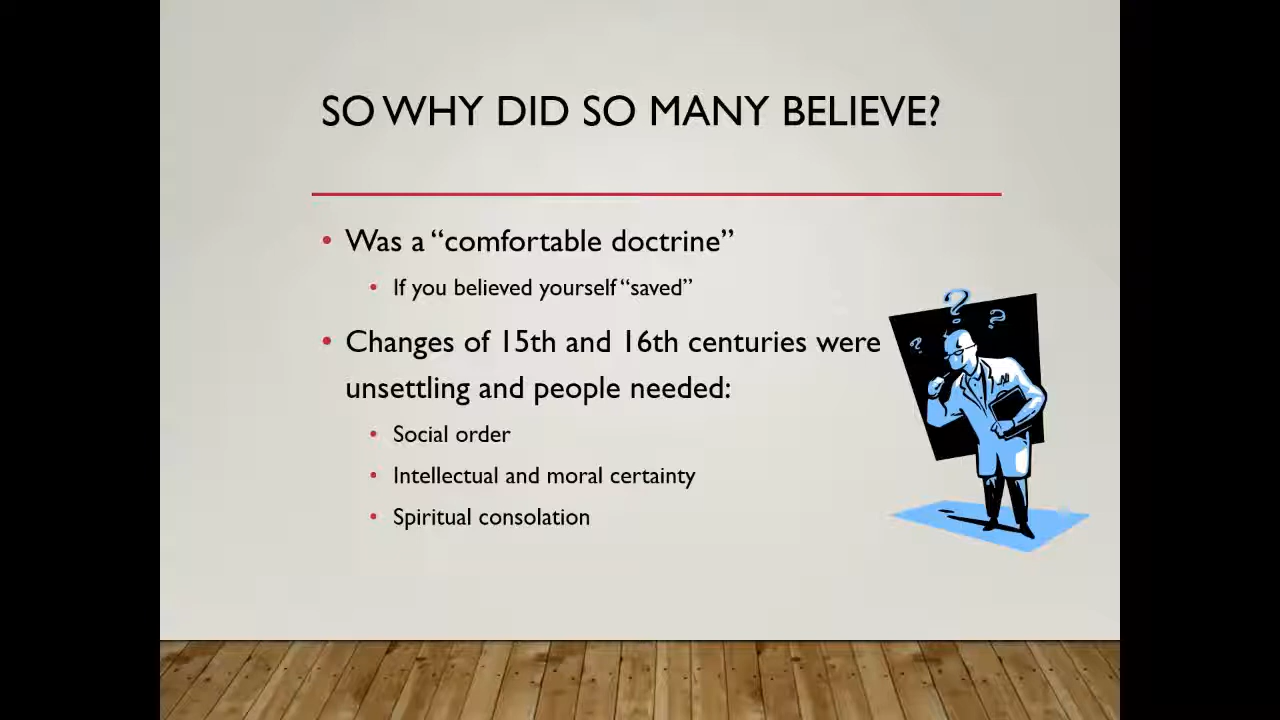 SO WHY DID SO MANY BELIEVE?
• Was a “comfortable doctrine”
• If you believed yourself “saved”
• Changes of 15th and 16th centuries were
unsettling and people needed:
• Social order
• Intellectual and moral certainty
• Spiritual consolation
? ? ?